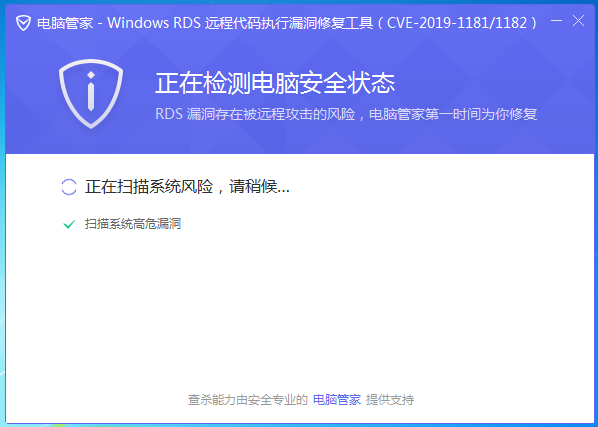 电脑管家 - Windows RDS 远程代码执行漏洞修复工具（CVE-2019-1181/1182）
正在检测电脑安全状态
RDS 漏洞存在被远程攻击的风险，电脑管家第一时间为你修复
正在扫描系统风险，请稍候...
扫描系统高危漏洞
查杀能力由安全专业的 电脑管家 提供支持